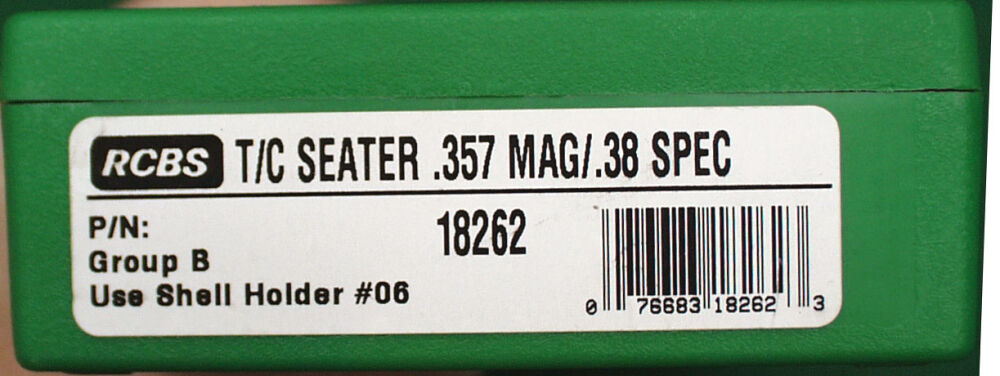 RCBS T/C SEATER .357 MAG/.38 SPEC
P/N: 18262
Group B
Use Shell Holder #06
0 76683 18262 3